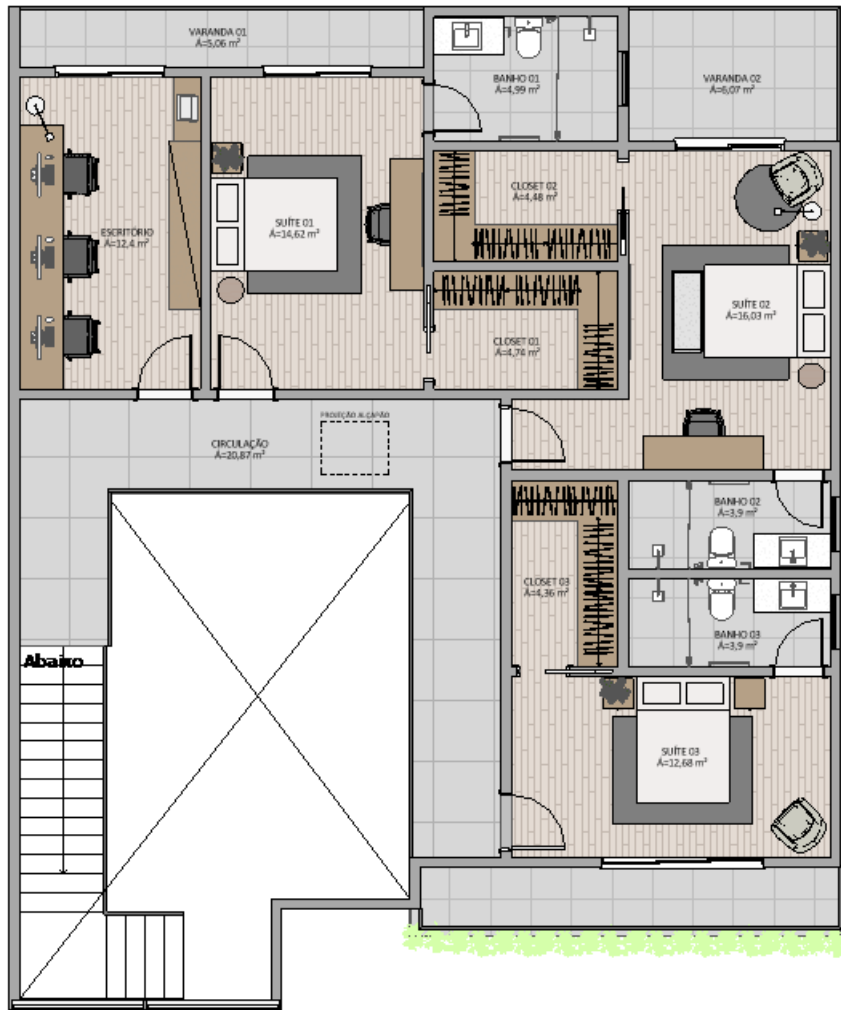 VARANDA 01
A=5,06 m²
BANHO 01
A=4,99 m²
VARANDA 02
A=6,07 m²
CLOSET 02
A=4,48 m²
ESCRITÓRIO
A=12,4 m²
SUÍTE 01
A=14,62 m²
SUÍTE 02
A=16,03 m²
CLOSET 01
A=4,74 m²
PROJEÇÃO ALÇAPÃO
CIRCULAÇÃO
A=20,87 m²
BANHO 02
A=3,9 m²
CLOSET 03
A=4,36 m²
BANHO 03
A=3,9 m²
Abaixo
SUÍTE 03
A=12,68 m²